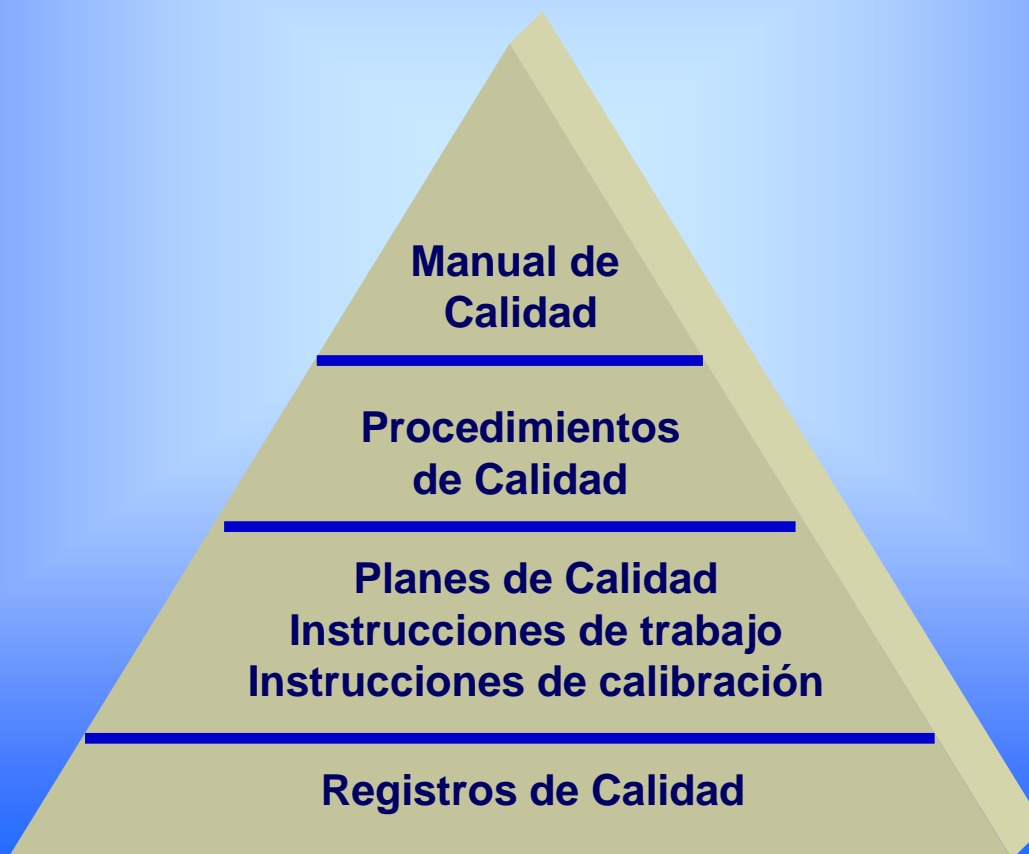 Manual de
Calidad
Procedimientos
de Calidad
Planes de Calidad
Instrucciones de trabajo
Instrucciones de calibración
Registros de Calidad